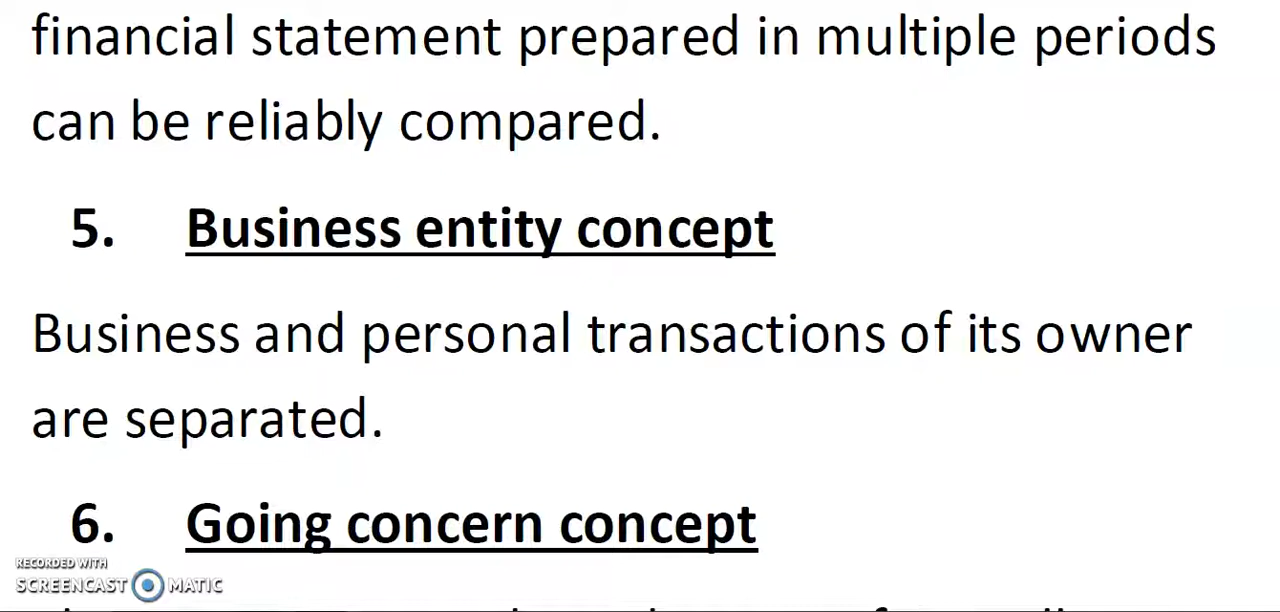 financial statement prepared in multiple periods
can be reliably compared.
5. Business entity concept
Business and personal transactions of its owner
are separated.
6. Going concern concept
RECORDED WITH
SCREENCAST MATIC